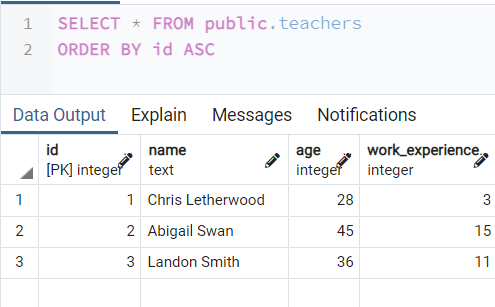 1 SELECT * FROM public.teachers
2 ORDER BY id ASC
Data Output Explain Messages Notifications
id name age work_experience
[PK] integer text integer integer
1 1 Chris Letherwood 28 3
2 2 Abigail Swan 45 15
3 3 Landon Smith 36 11